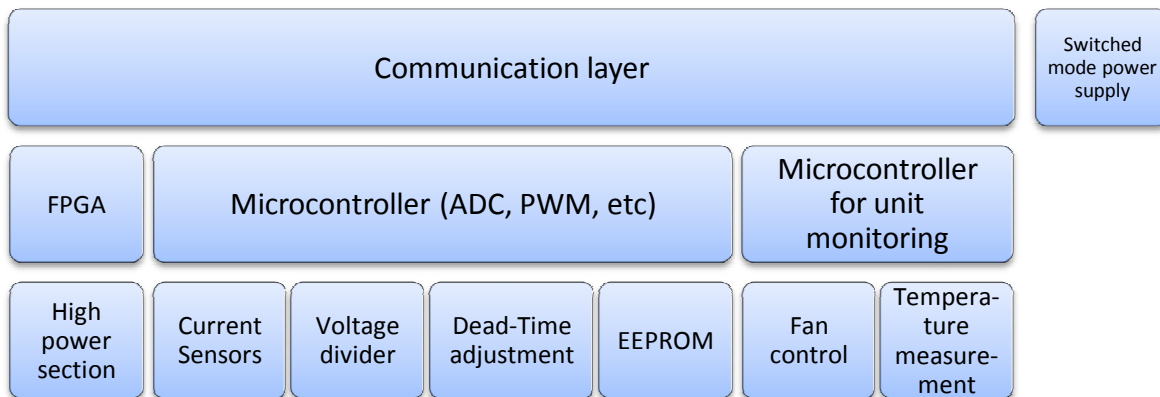 Communication layer
Switched
mode power
supply
FPGA
Microcontroller (ADC, PWM, etc)
Microcontroller
for unit
monitoring
High
power
section
Current
Sensors
Voltage
divider
Dead-Time
adjustment
EEPROM
Fan
control
Tempera-
ture
measure-
ment